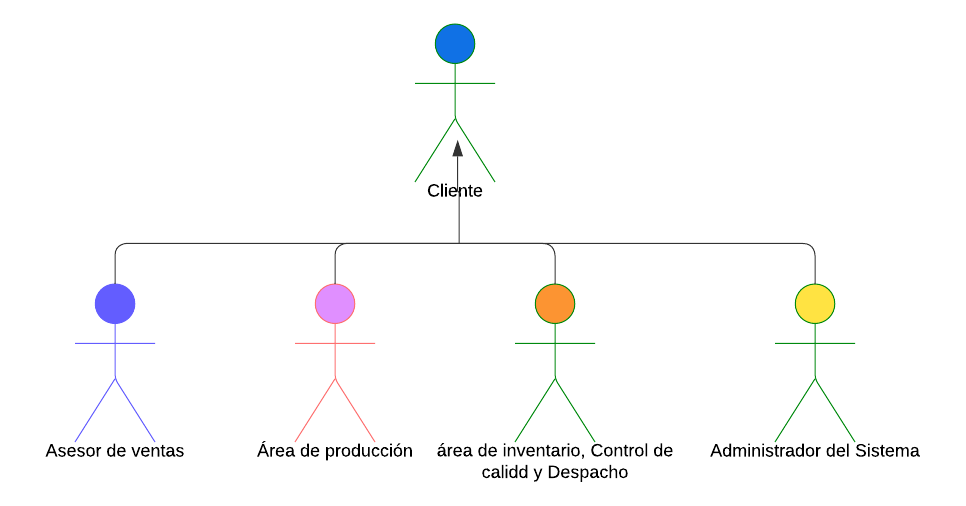 Cliente
Asesor de ventas
Área de producción
área de inventario, Control de
calidd y Despacho
Administrador del Sistema